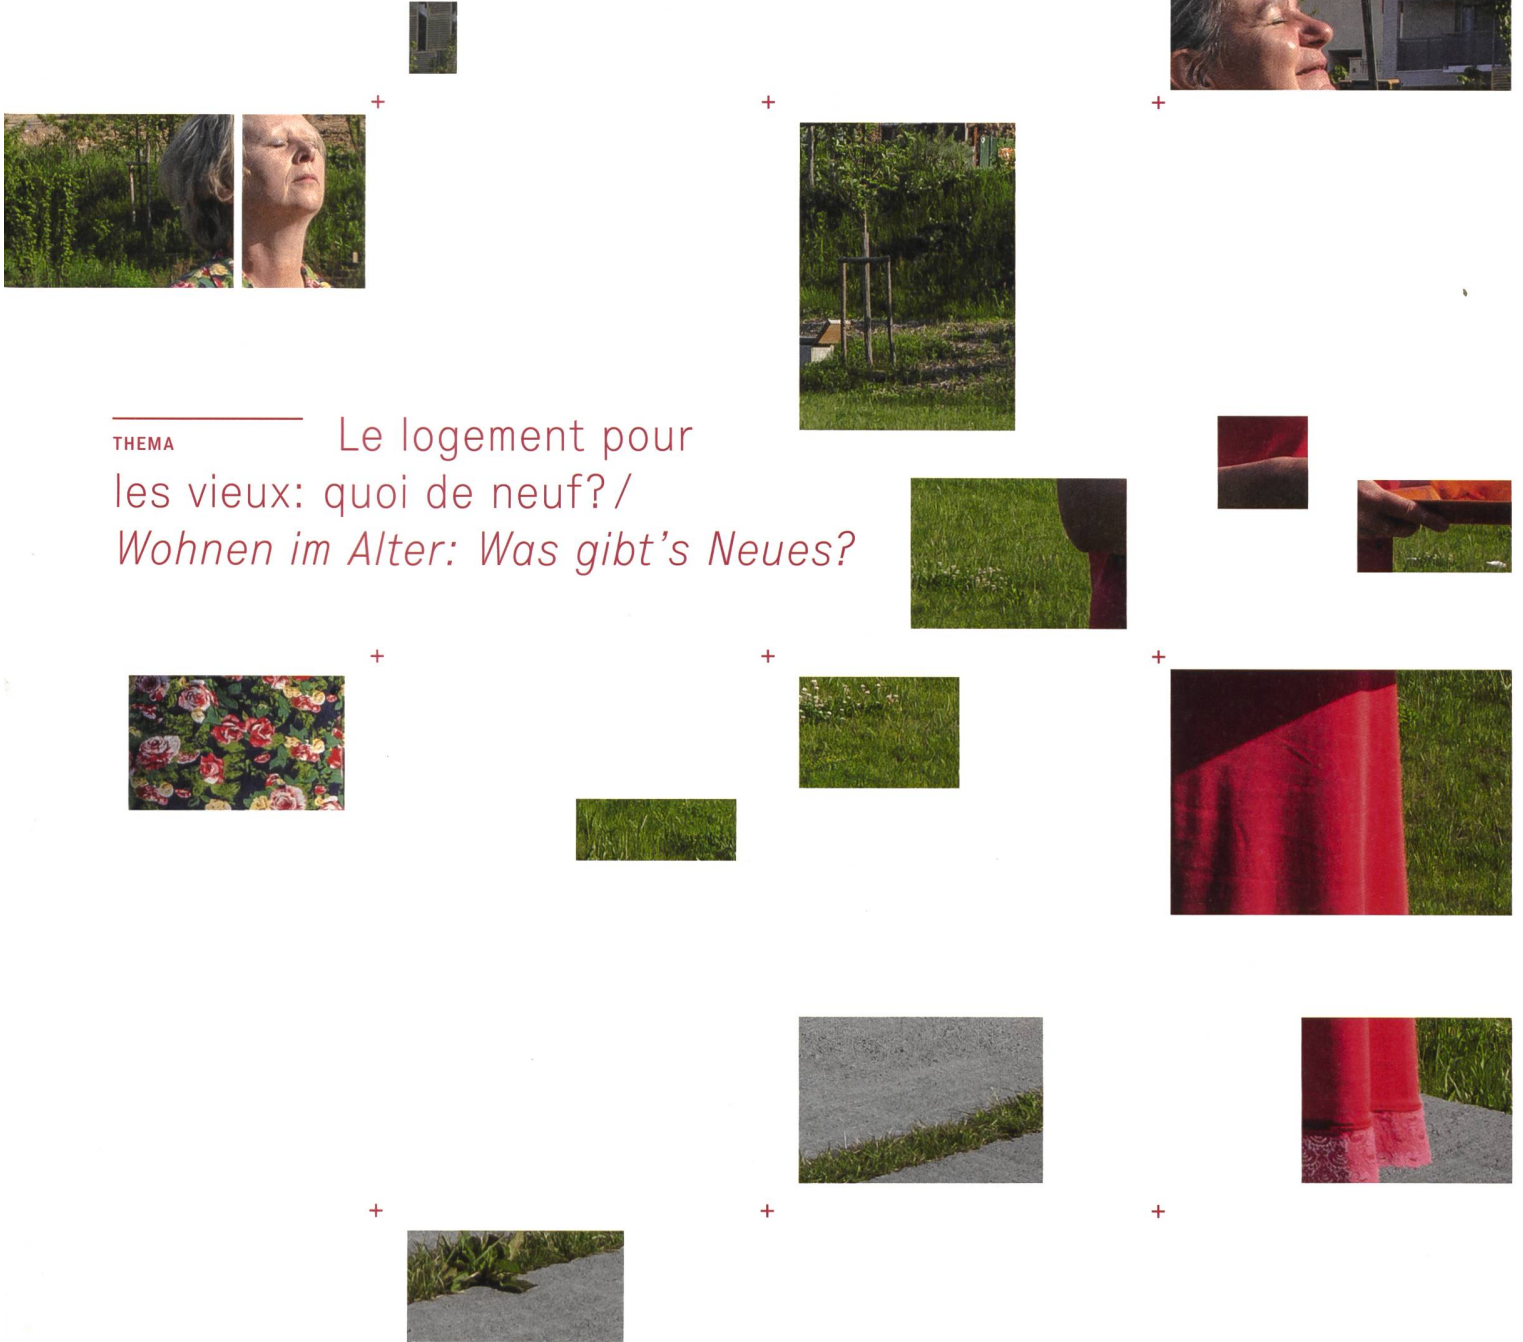 THEMA Le logement pour
les vieux: quoi de neuf?/
Wohnen im Alter: Was gibt's Neues?